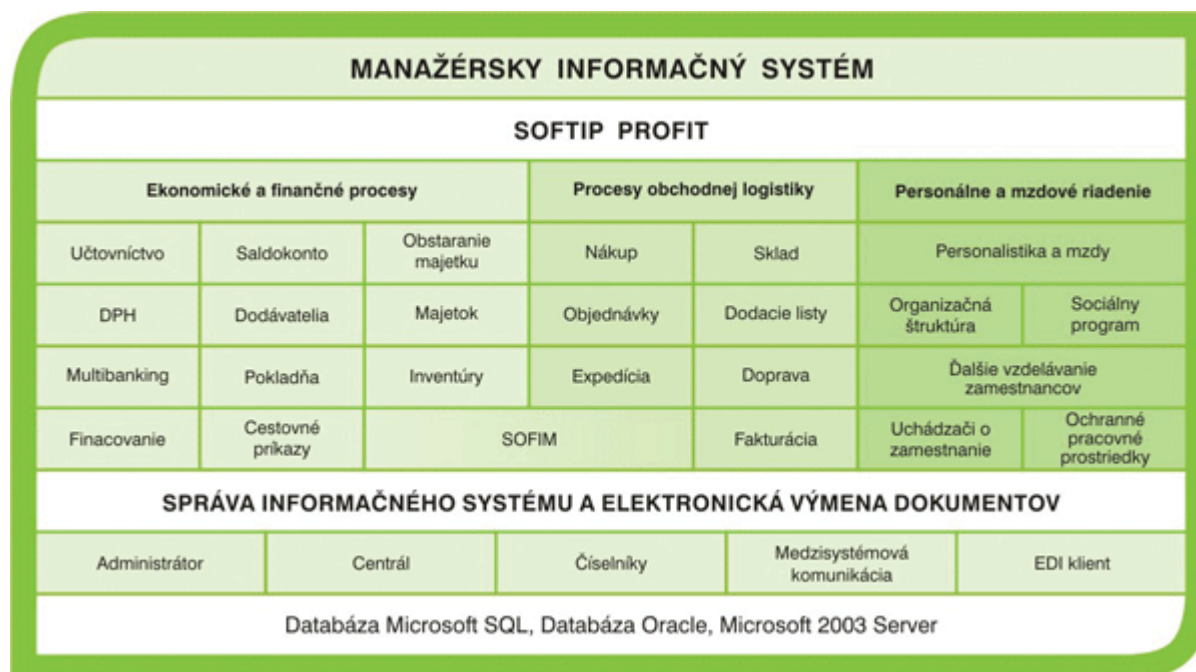 MANAŽÉRSKY INFORMAČNÝ SYSTÉM
SOFTIP PROFIT
Ekonomické a finančné procesy
Procesy obchodnej logistiky
Personálne a mzdové riadenie
Učtovníctvo
Saldokonto
Obstaranie
majetku
Nákup
Sklad
Personalistika a mzdy
DPH
Dodávatelia
Majetok
Objednávky
Dodacie listy
Organizačná
štruktúra
Sociálny
program
Multibanking
Pokladňa
Inventúry
Expedícia
Doprava
Ďalšie vzdelávanie
zamestnancov
Finacovanie
Cestovné
príkazy
SOFIM
Fakturácia
Uchádzači o
zamestnanie
Ochranné
pracovné
prostriedky
SPRÁVA INFORMAČNÉHO SYSTÉMU A ELEKTRONICKÁ VÝMENA DOKUMENTOV
Administrátor
Centrál
Číselníky
Medzisystémová
komunikácia
EDI klient
Databáza Microsoft SQL, Databáza Oracle, Microsoft 2003 Server